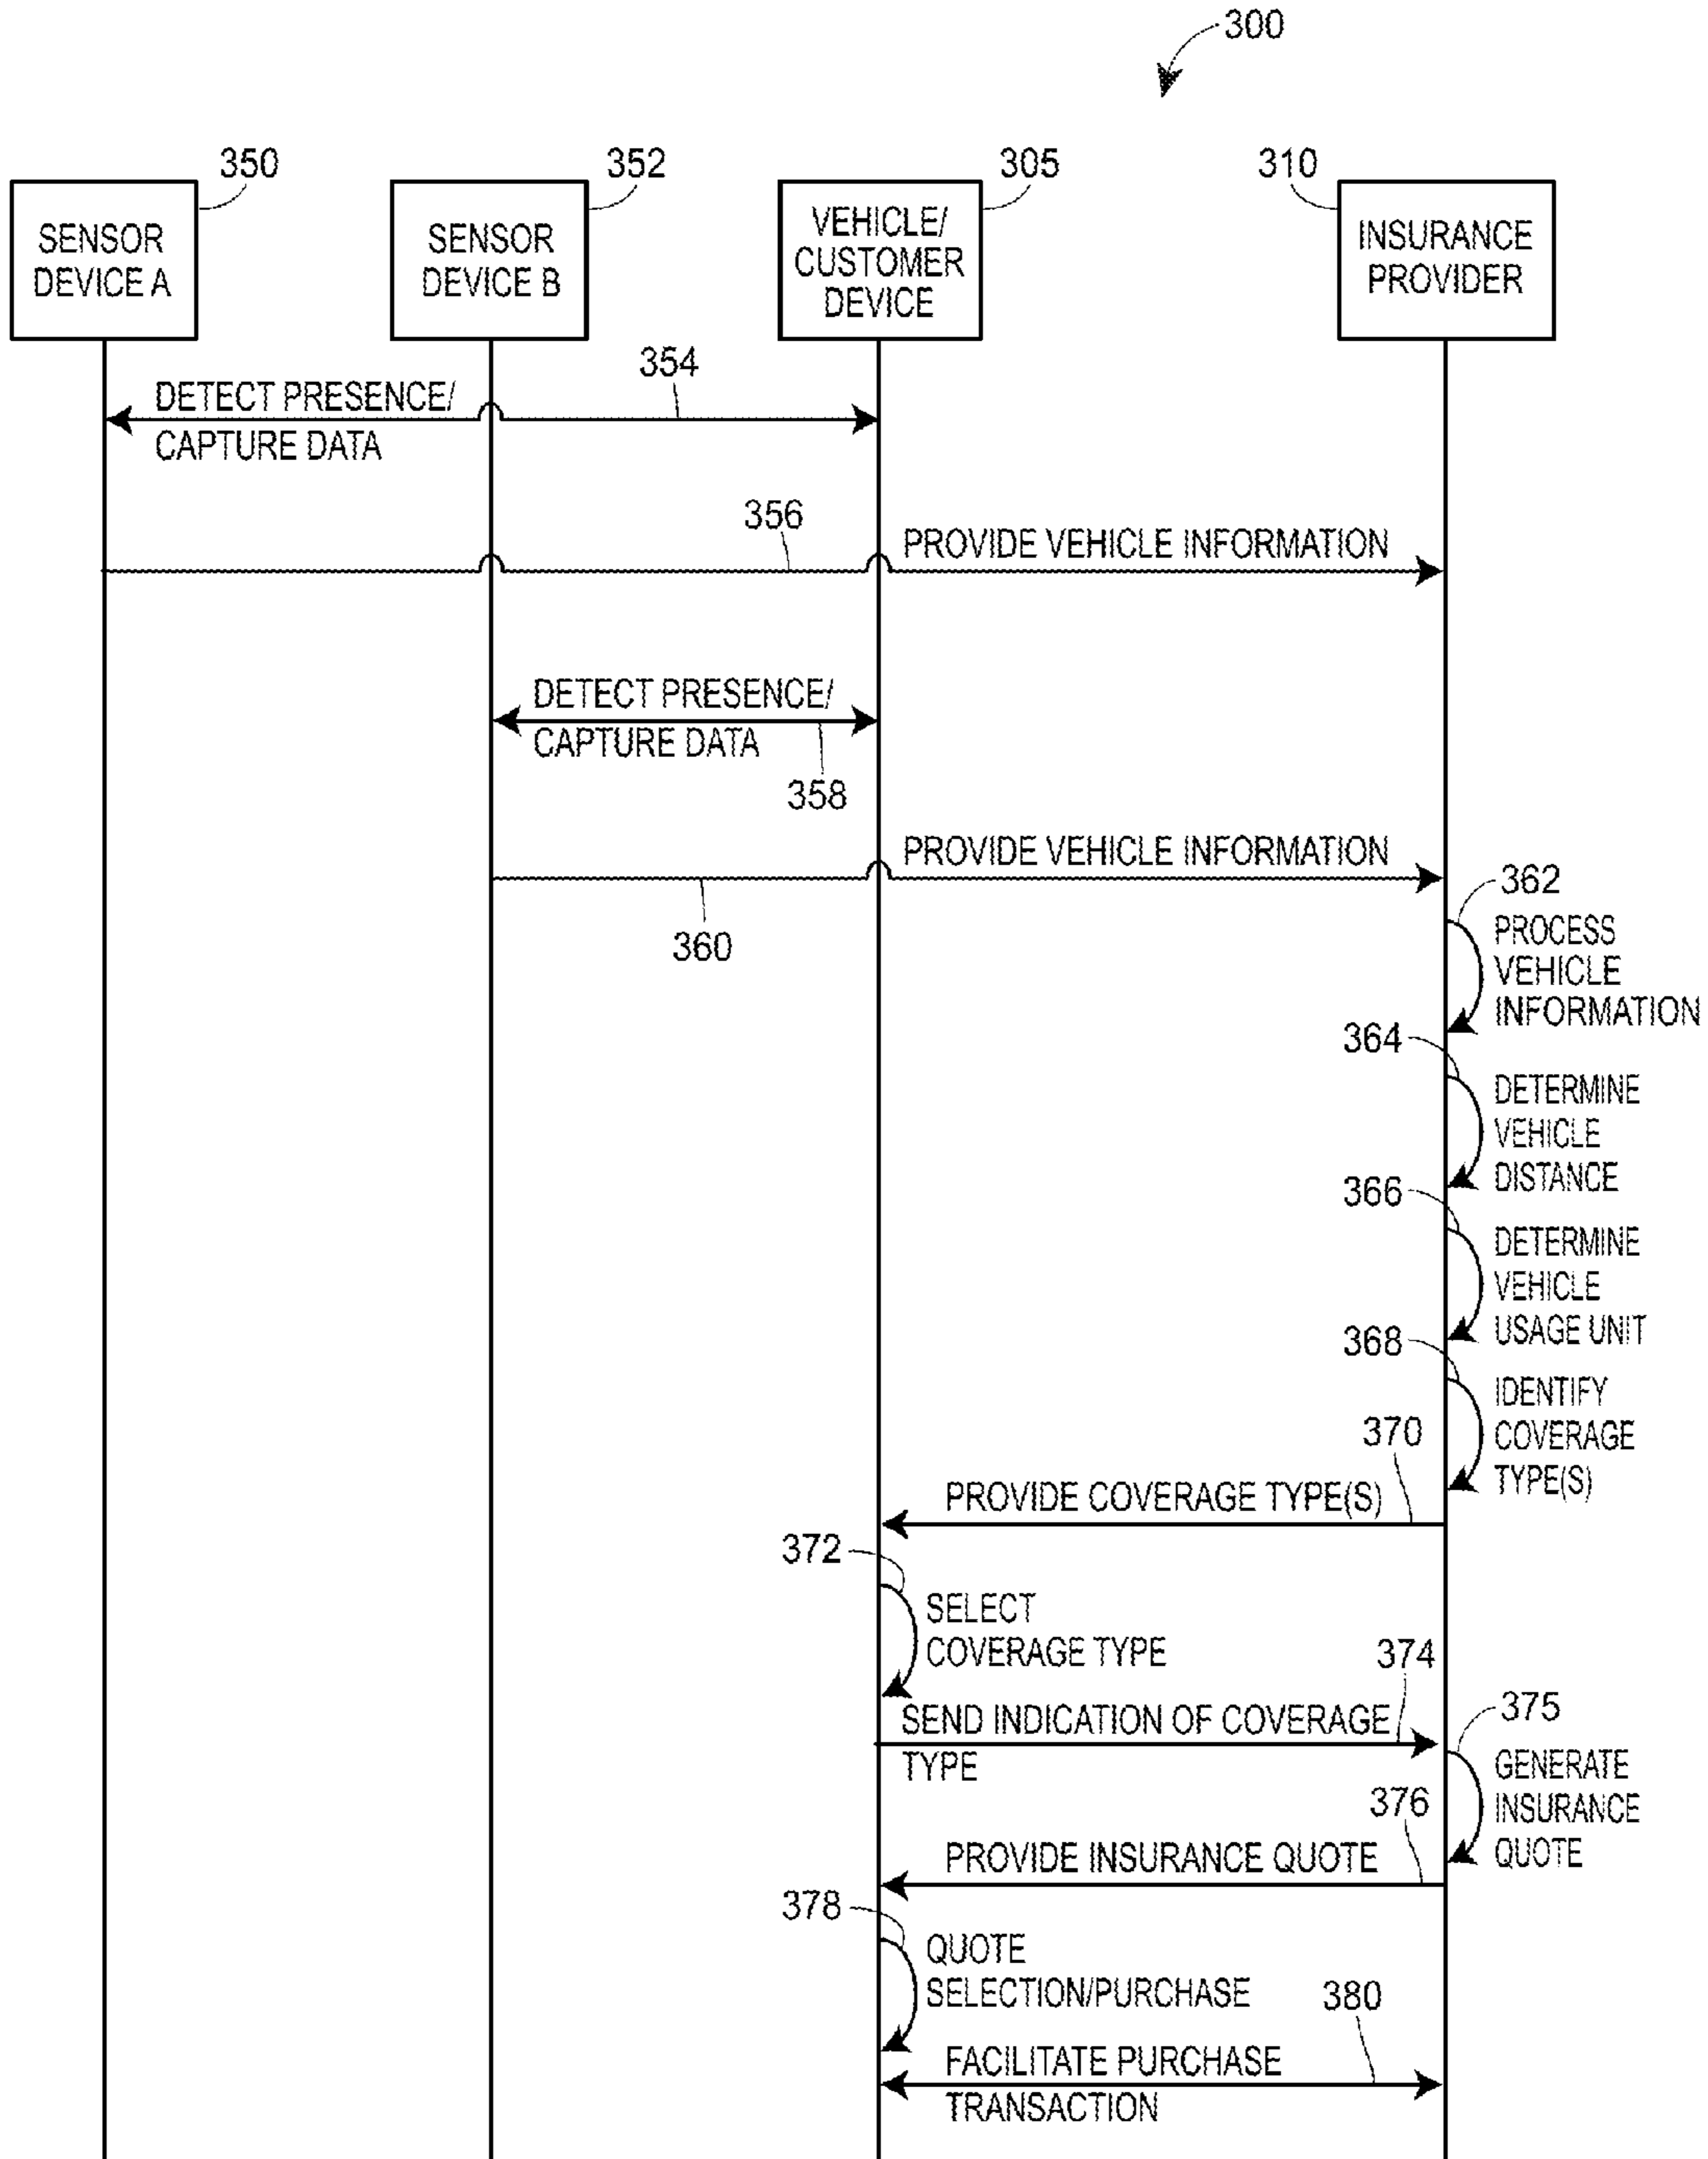 300
350
352
305
310
SENSOR
DEVICE A
SENSOR
DEVICE B
VEHICLE/
CUSTOMER
DEVICE
INSURANCE
PROVIDER
354
DETECT PRESENCE/
CAPTURE DATA
356
PROVIDE VEHICLE INFORMATION
DETECT PRESENCE/
CAPTURE DATA
358
PROVIDE VEHICLE INFORMATION
360
362
PROCESS
VEHICLE
INFORMATION
364
DETERMINE
VEHICLE
DISTANCE
366
DETERMINE
VEHICLE
USAGE UNIT
368
IDENTIFY
COVERAGE
TYPE(S)
370
PROVIDE COVERAGE TYPE(S)
372
SELECT
COVERAGE TYPE
374
SEND INDICATION OF COVERAGE
TYPE
375
GENERATE
INSURANCE
QUOTE
376
PROVIDE INSURANCE QUOTE
378
QUOTE
SELECTION/PURCHASE
380
FACILITATE PURCHASE
TRANSACTION